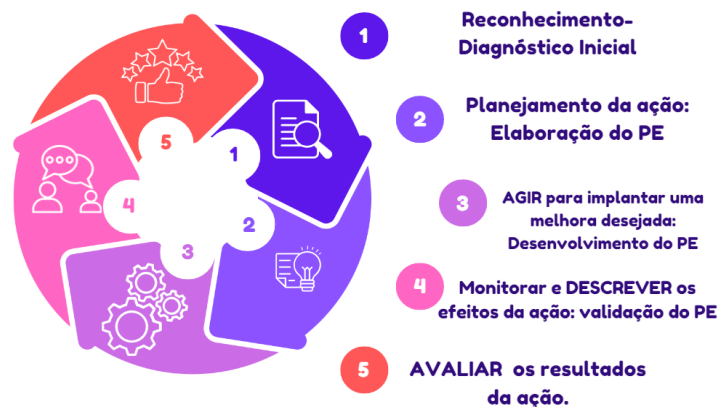 1
Reconhecimento-
Diagnóstico Inicial
2
Planejamento da ação:
Elaboração do PE
3
AGIR para implantar uma
melhora desejada:
Desenvolvimento do PE
4
Monitorar e DESCREVER os
efeitos da ação: validação do PE
5
AVALIAR os resultados
da ação.
1
2
3
4
5